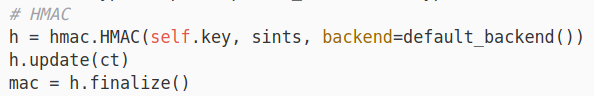 # HMAC
h = hmac.HMAC(self.key, sints, backend=default_backend())
h.update(ct)
mac = h.finalize()